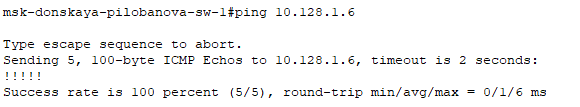 msk-donskaya-pilobanova-sw-1#ping 10.128.1.6
Type escape sequence to abort.
Sending 5, 100-byte ICMP Echos to 10.128.1.6, timeout is 2 seconds:
!!!!!
Success rate is 100 percent (5/5), round-trip min/avg/max = 0/1/6 ms